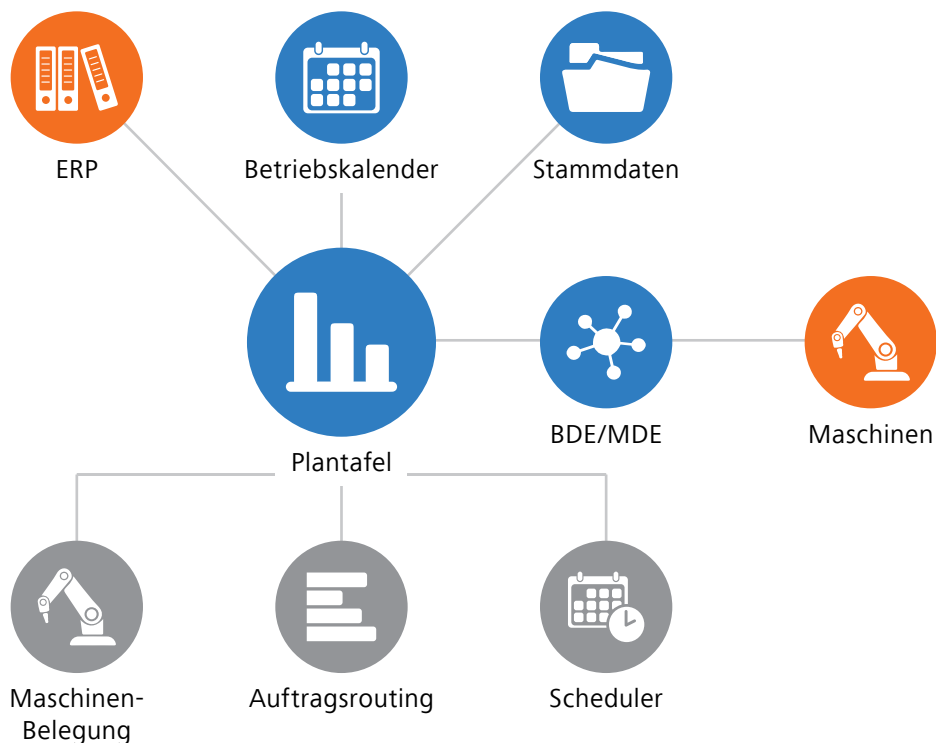 ERP
Betriebskalender
Stammdaten
BDE/MDE
Maschinen
Plantafel
Maschinen-
Belegung
Auftragsrouting
Scheduler